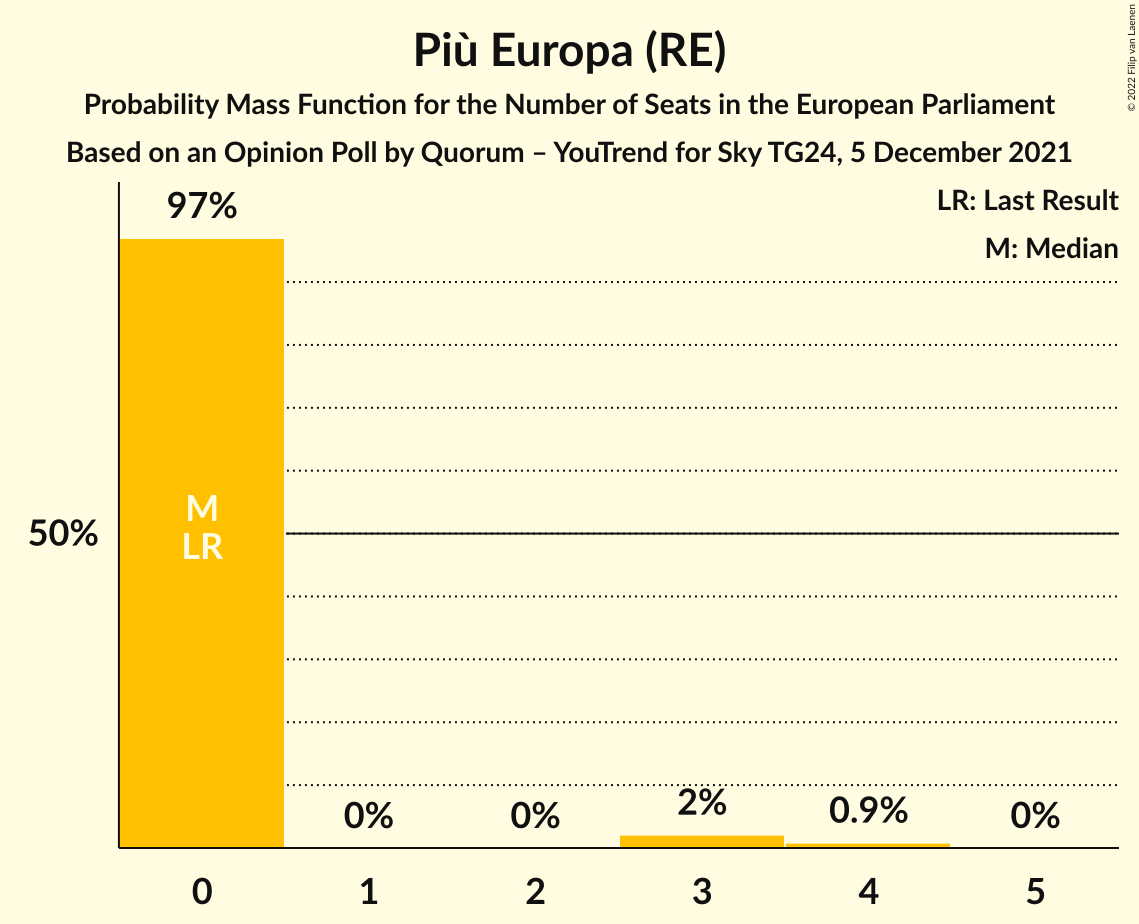 Più Europa (RE)
Probability Mass Function for the Number of Seats in the European Parliament
Based on an Opinion Poll by Quorum – YouTrend for Sky TG24, 5 December 2021
© 2022 Filip van Laenen
LR: Last Result
M: Median
97%
50%
M
LR
0%
0%
2%
0.9%
0%
0
1
2
3
4
5